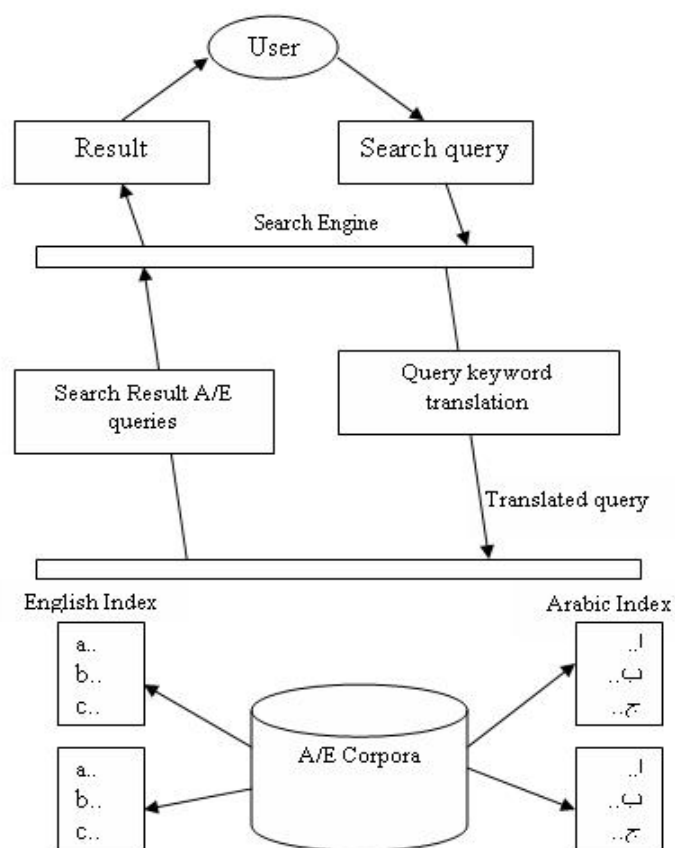 User
Result
Search query
Search Engine
Search Result A/E
queries
Query keyword
translation
Translated query
English Index
Arabic Index
a..
b..
c..
ا..
ب..
ج..
A/E Corpora
a..
b..
c..
ا..
ب..
ج..